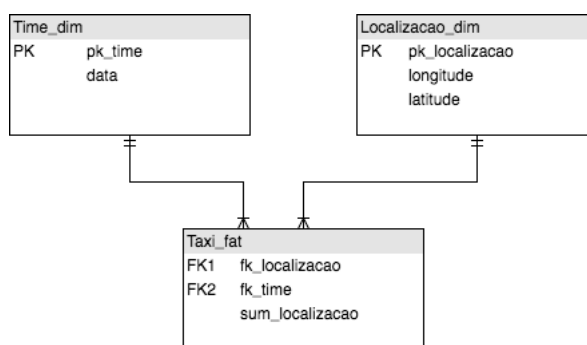 Time_dim
PK pk_time
data
Localizacao_dim
PK pk_localizacao
longitude
latitude
Taxi_fat
FK1 fk_localizacao
FK2 fk_time
sum_localizacao